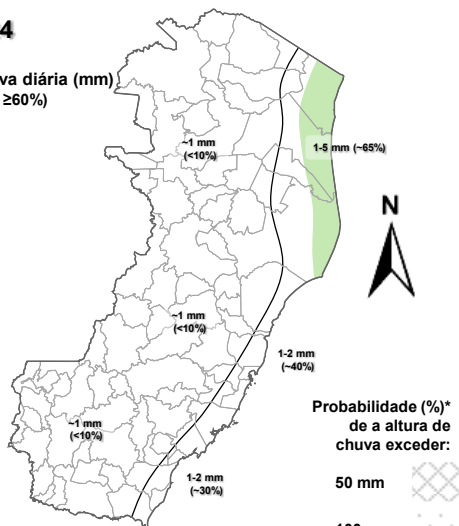 4
va diária (mm)
≥60%)
~1 mm
(<10%)
1-5 mm (~65%)
N
~1 mm
(<10%)
1-2 mm
(~40%)
~1 mm
(<10%)
1-2 mm
(~30%)
Probabilidade (%)*
de a altura de
chuva exceder:
50 mm